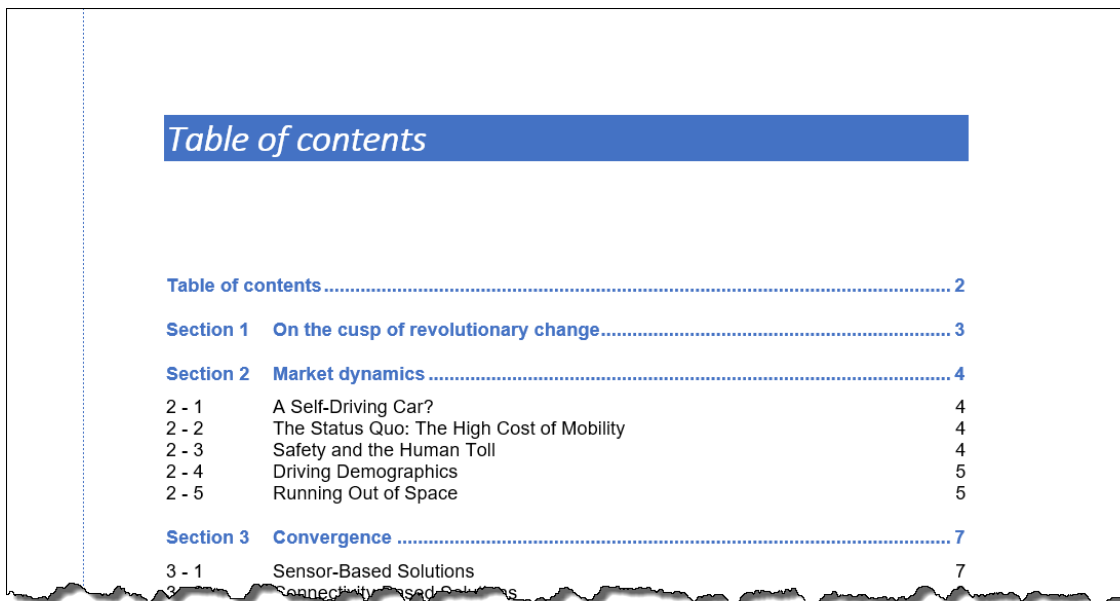 Table of contents
Table of contents 2
Section 1 On the cusp of revolutionary change 3
Section 2 Market dynamics 4
2 - 1 A Self-Driving Car? 4
2 - 2 The Status Quo: The High Cost of Mobility 4
2 - 3 Safety and the Human Toll 4
2 - 4 Driving Demographics 5
2 - 5 Running Out of Space 5
Section 3 Convergence 7
3 - 1 Sensor-Based Solutions 7